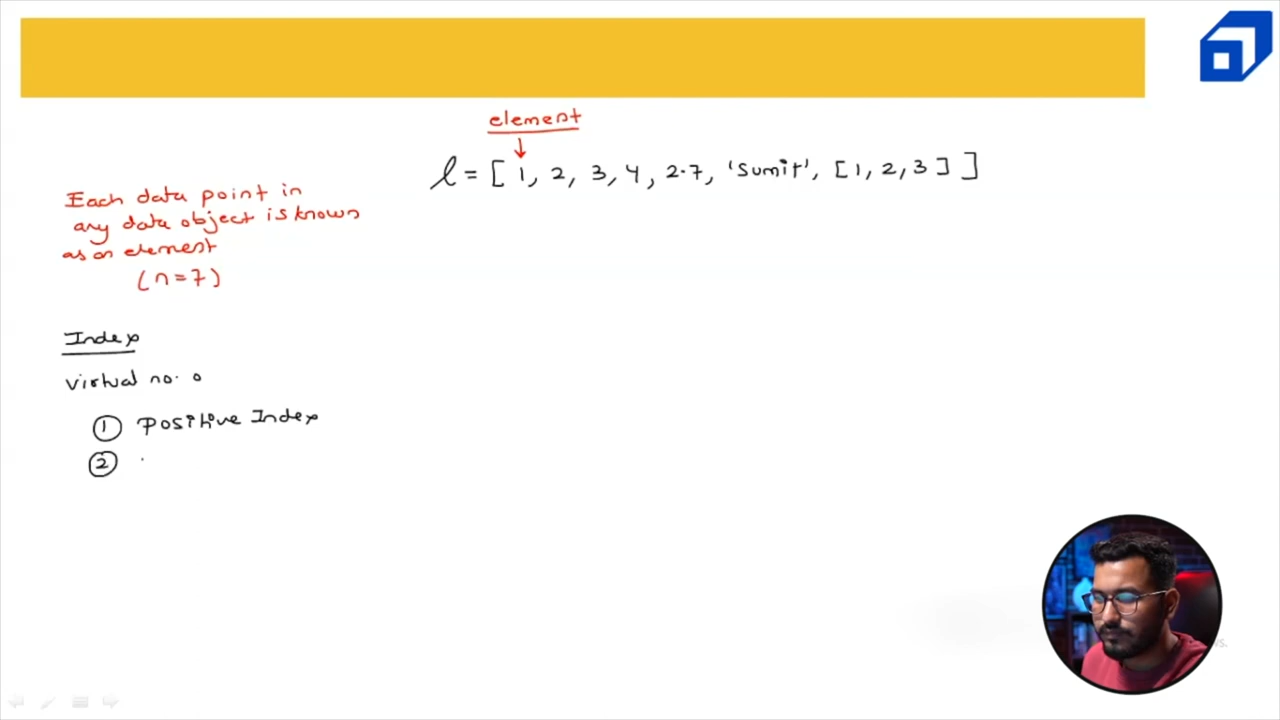 element
l = [ 1, 2, 3, 4, 2.7, 'Sumit', [ 1, 2, 3 ] ]
Each data point in
any data object is known
as an element
(n=7)
Index
virtual no. o
1 Positive Index
2